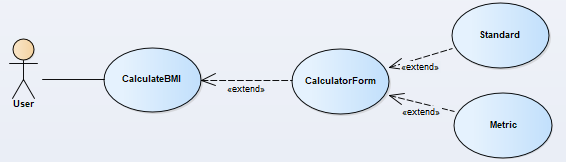 Standard
CalculateBMI
CalculatorForm
«extend»
«extend»
User
«extend»
Metric